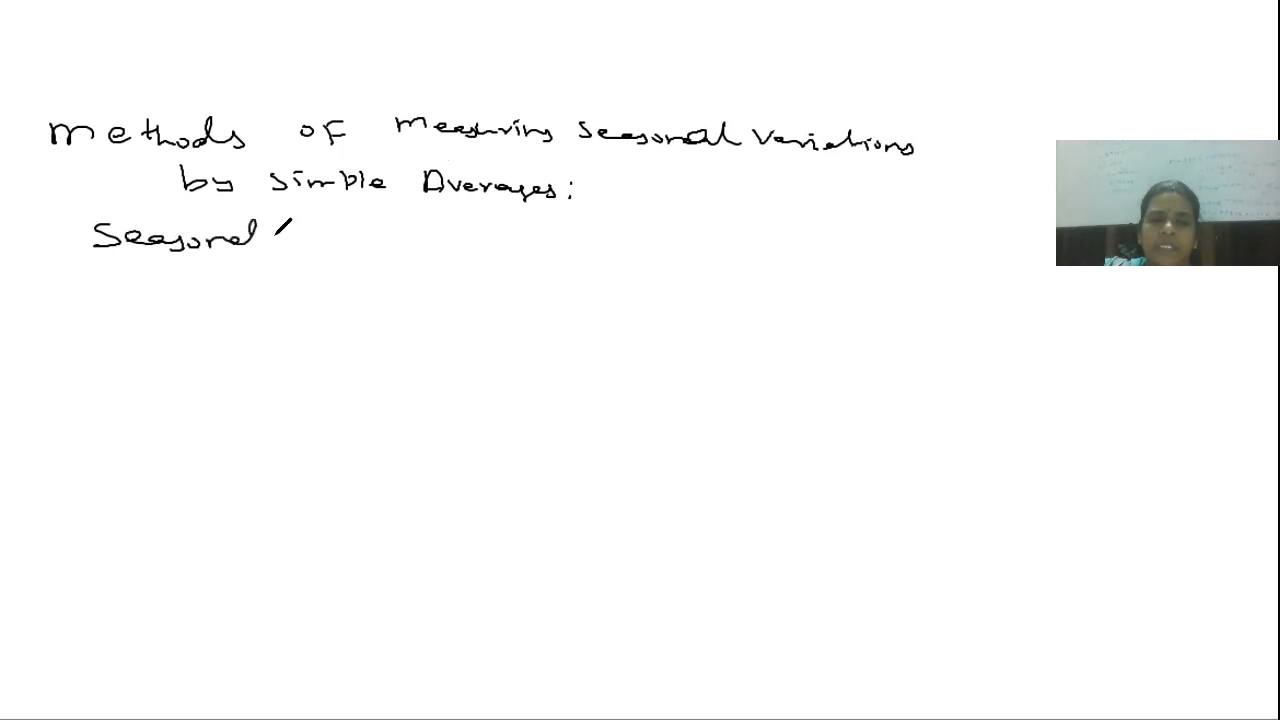 Methods of Measuring Seasonal Variations
by Simple Averages:
Seasonal